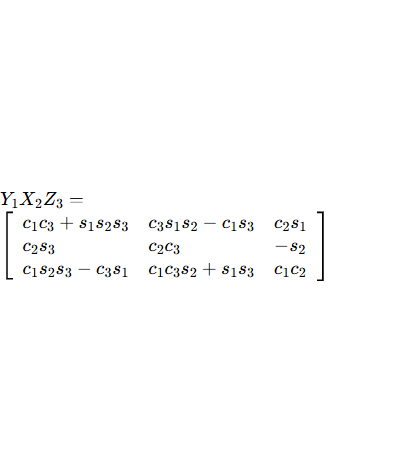 Y₁X₂Z₃ =
[ c₁c₃ + s₁s₂s₃  c₃s₁s₂ − c₁s₃  c₂s₁ ]
[ c₂s₃  c₂c₃  −s₂ ]
[ c₁s₂s₃ − c₃s₁  c₁c₃s₂ + s₁s₃  c₁c₂ ]